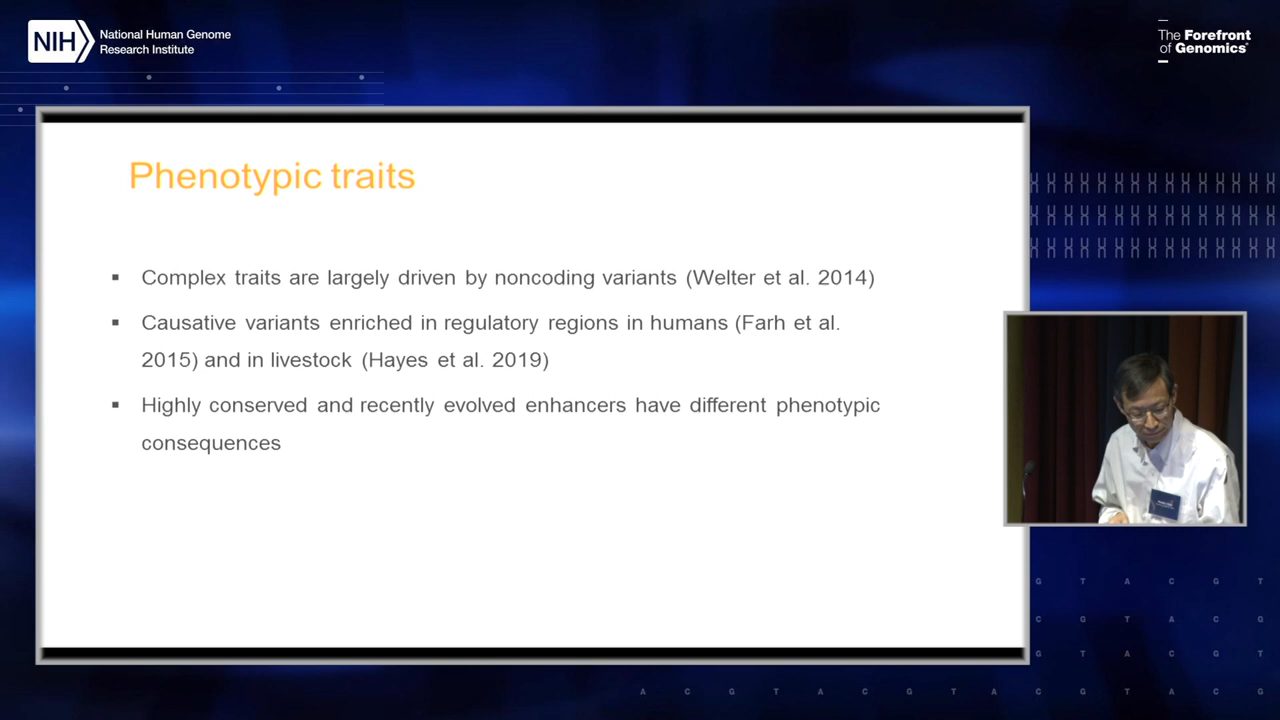 NIH
National Human Genome
Research Institute
The Forefront
of Genomics®
Phenotypic traits
▪ Complex traits are largely driven by noncoding variants (Welter et al. 2014)
▪ Causative variants enriched in regulatory regions in humans (Farh et al.
2015) and in livestock (Hayes et al. 2019)
▪ Highly conserved and recently evolved enhancers have different phenotypic
consequences
G T A C G T
C G T A C G
G T A C G T
A C G T A C G T A C G T A C G